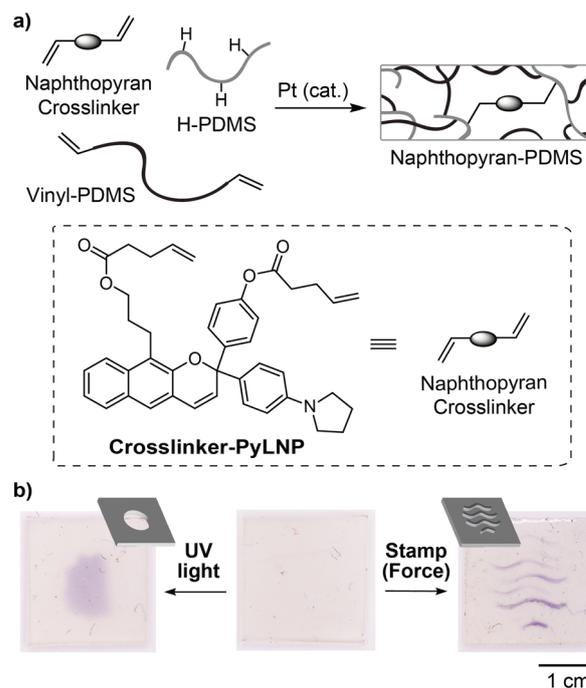 a)
H
H
H
Pt (cat.)
Naphthopyran
Crosslinker
H-PDMS
Naphthopyran-PDMS
Vinyl-PDMS
O
O
O
O
O
N
Naphthopyran
Crosslinker
Crosslinker-PyLNP
b)
UV
light
Stamp
(Force)
1 cm